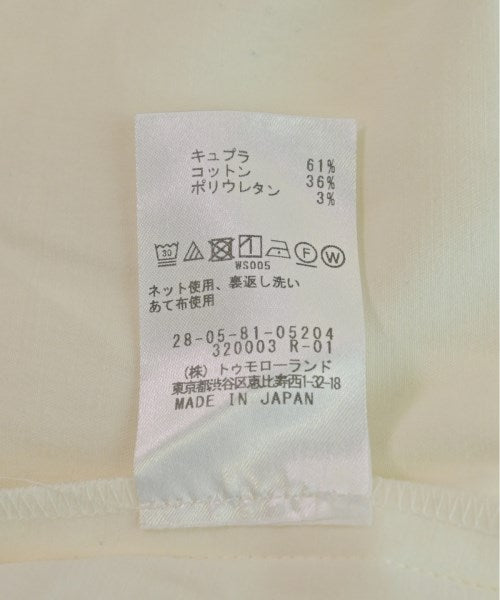 キュプラ 61%
コットン 36%
ポリウレタン 3%
30 F W
WS005
ネット使用、裏返し洗い
あて布使用
28-05-81-05204
320003 R-01
(株) トゥモローランド
東京都渋谷区恵比寿西1-32-18
MADE IN JAPAN